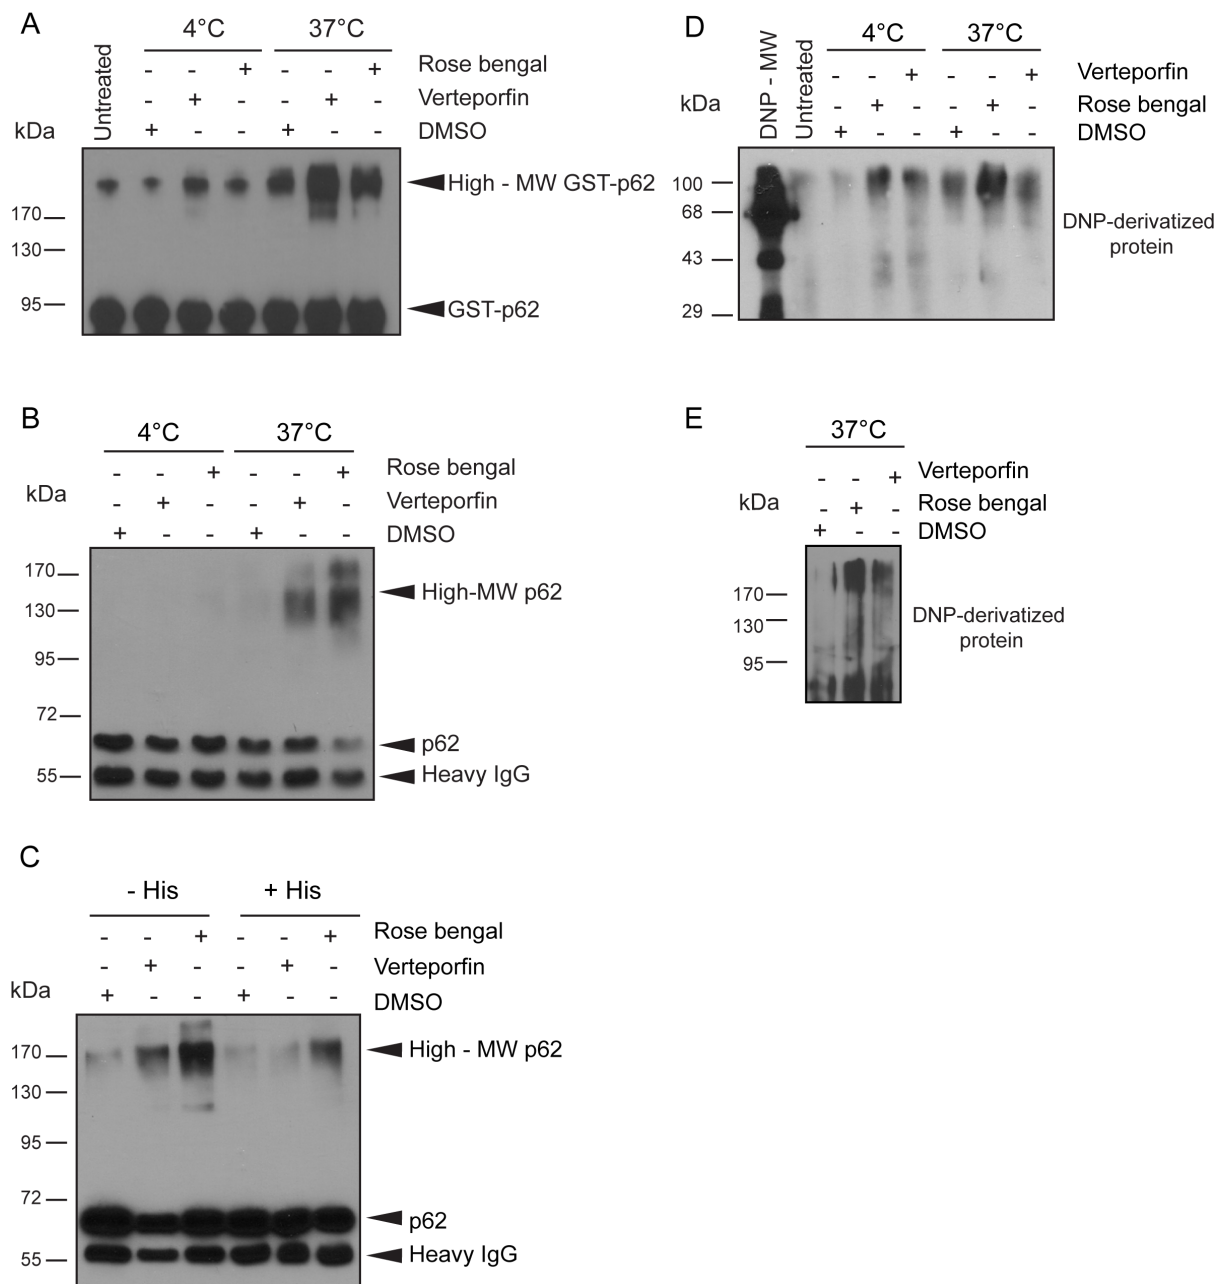 A
4°C 37°C
Untreated
- - + - - + Rose bengal
- + - - + - Verteporfin
kDa + - - + - - DMSO
High - MW GST-p62
170
130
95
GST-p62
B
4°C 37°C
- - + - - + Rose bengal
kDa
- + - - + - Verteporfin
+ - - + - - DMSO
170
High-MW p62
130
95
72
p62
55
Heavy IgG
C
- His + His
- - + - - + Rose bengal
- + - - + - Verteporfin
kDa + - - + - - DMSO
170
High - MW p62
130
95
72
p62
55
Heavy IgG
D
4°C 37°C
DNP - MW
Untreated
- - + - - + Verteporfin
kDa - + - - + - Rose bengal
+ - - + - - DMSO
100
68
43
29
DNP-derivatized
protein
E
37°C
- - + Verteporfin
kDa - + - Rose bengal
+ - - DMSO
170
130
95
DNP-derivatized
protein